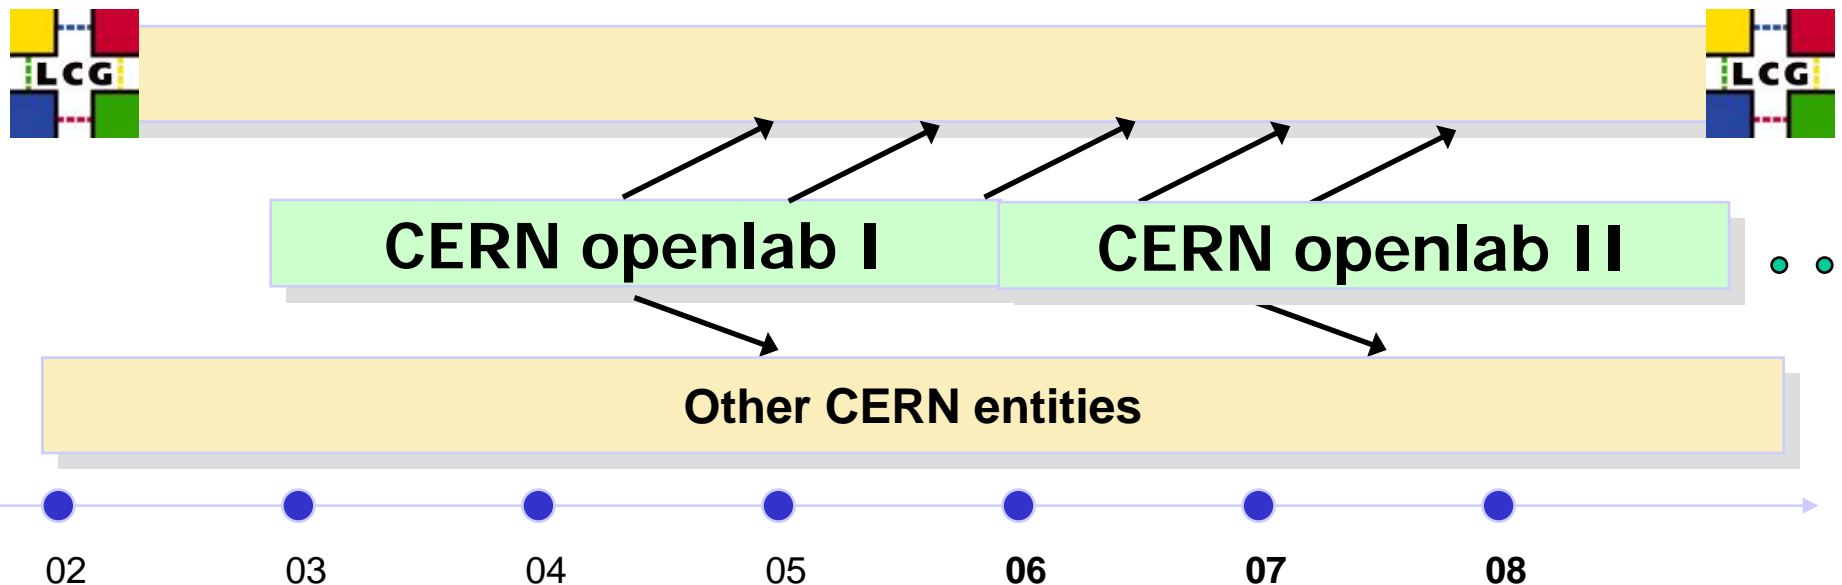 LCG
LCG
CERN openlab I
CERN openlab II
Other CERN entities
02 03 04 05 06 07 08